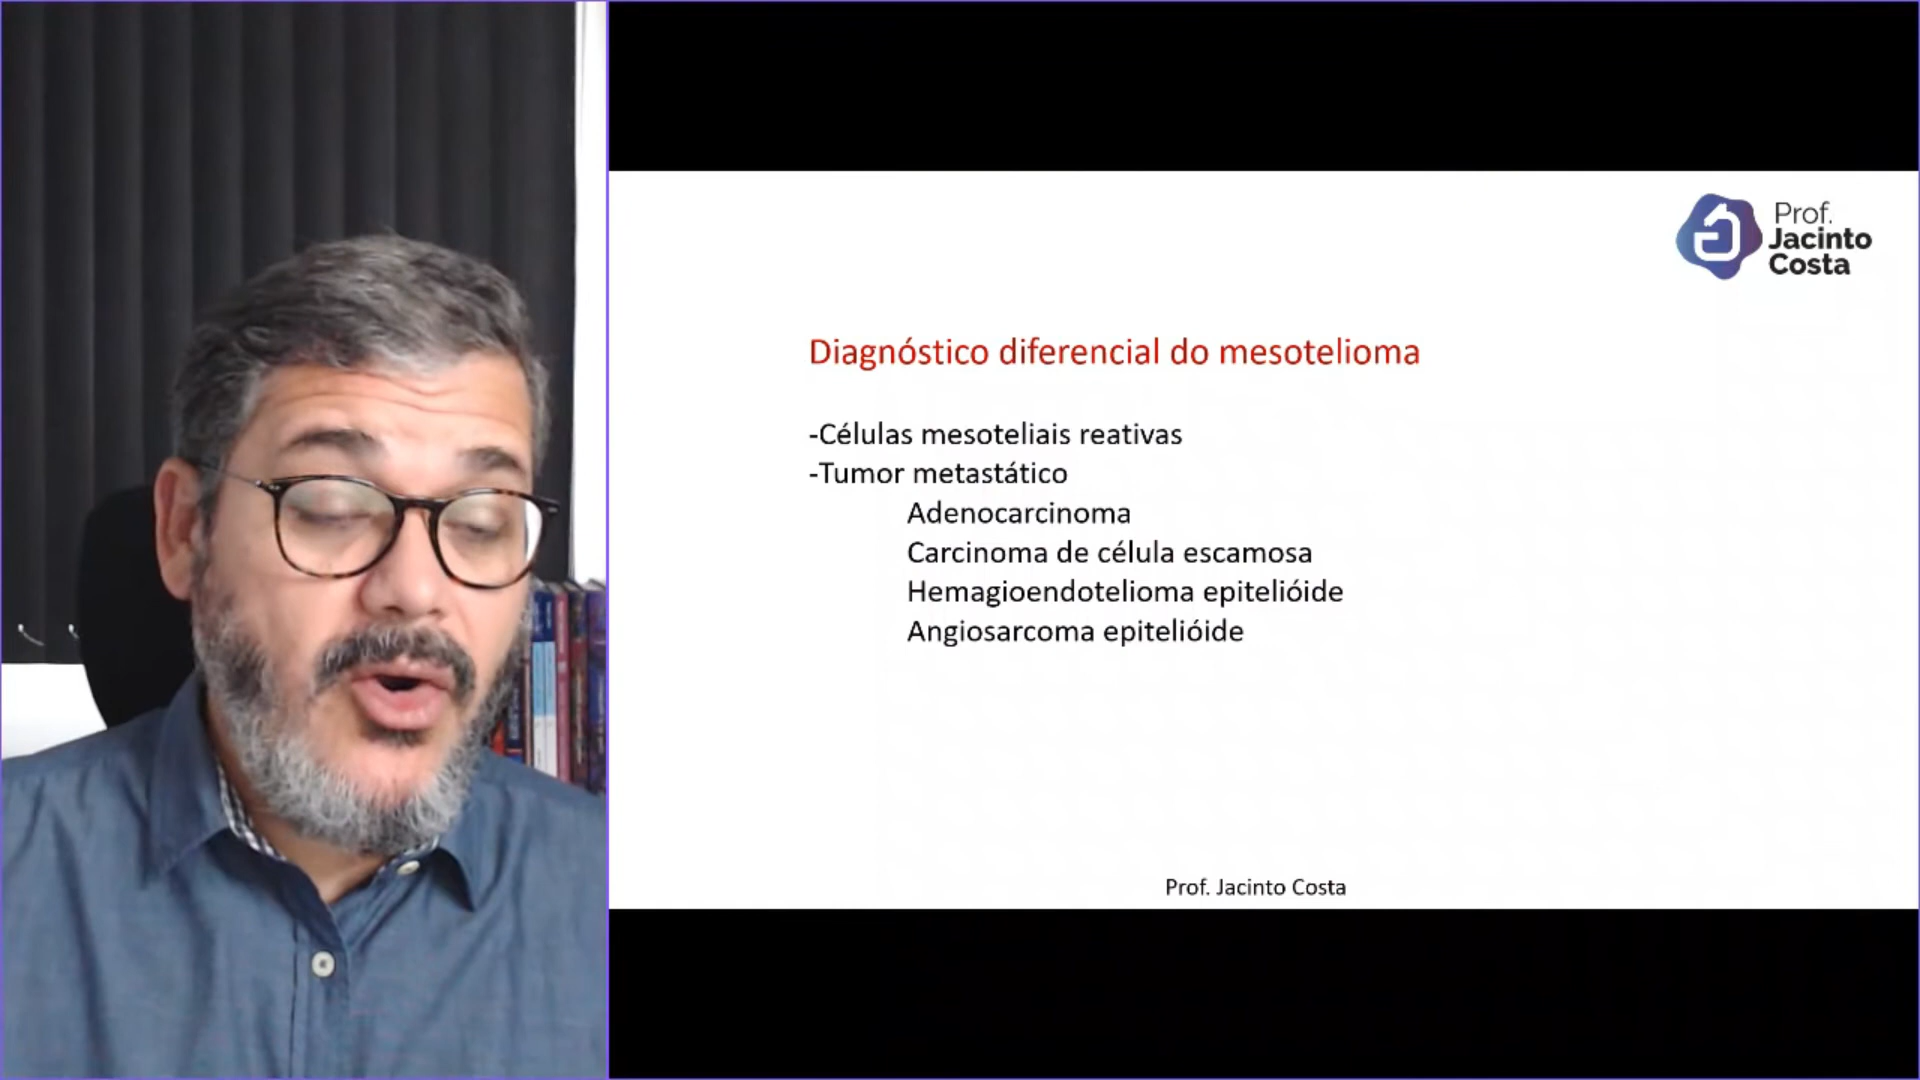 Prof.
Jacinto
Costa
Diagnóstico diferencial do mesotelioma
-Células mesoteliais reativas
-Tumor metastático
Adenocarcinoma
Carcinoma de célula escamosa
Hemagioendotelioma epitelióide
Angiosarcoma epitelióide
Prof. Jacinto Costa